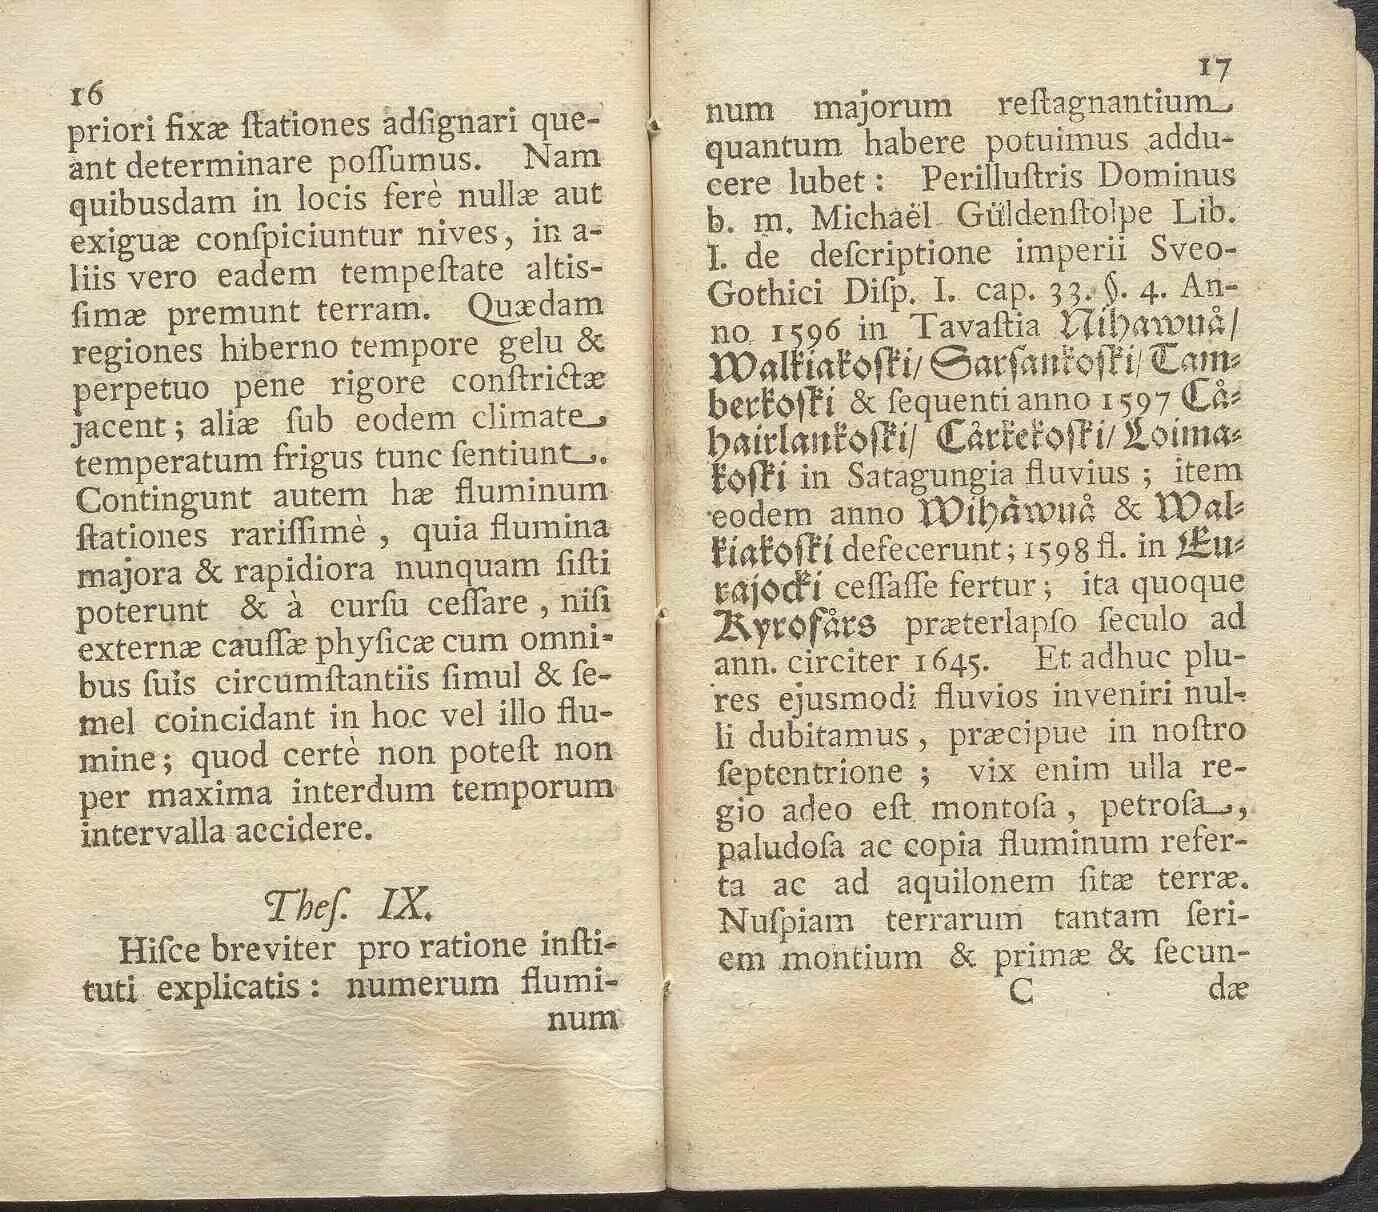 16
priori fixæ ſtationes adſignari que-
ant determinare poſſumus. Nam
quibusdam in locis ferè nullæ aut
exiguæ conſpiciuntur nives, in a-
liis vero eadem tempeſtate altis-
ſimæ premunt terram. Quædam
regiones hiberno tempore gelu &
perpetuo pene rigore conſtrictæ
jacent; aliæ ſub eodem climate,
temperatum frigus tunc ſentiunt.
Contingunt autem hæ fluminum
ſtationes rariſſimè, quia flumina
majora & rapidiora nunquam ſiſti
poterunt & à curſu ceſſare, niſi
externæ cauſſæ phyſicæ cum omni-
bus ſuis circumſtantiis ſimul & ſe-
mel coincidant in hoc vel illo flu-
mine; quod certè non poteſt non
per maxima interdum temporum
intervalla accidere.
Theſ. IX.
Hiſce breviter pro ratione inſti-
tuti explicatis: numerum flumi-
num
17
num majorum reſtagnantium,
quantum habere potuimus addu-
cere lubet: Perilluſtris Dominus
b. m. Michaël Güldenſtolpe Lib.
I. de deſcriptione imperii Sveo-
Gothici Diſp. I. cap. 33. §. 4. An-
no 1596 in Tavaſtia Nihawuå/
Walkiakoſki/ Sarſankoſki/ Tam-
berkoſki & ſequenti anno 1597 Cå-
hairlankoſki/ Cårkekoſki/ Loima-
koſki in Satagungia fluvius; item
eodem anno Wihåwuå & Wal-
kiakoſki defecerunt; 1598 fl. in Eu-
rajocki ceſſaſſe fertur; ita quoque
Kyrofårs præterlapſo ſeculo ad
ann. circiter 1645. Et adhuc plu-
res ejusmodi fluvios inveniri nul-
li dubitamus, præcipue in noſtro
ſeptentrione; vix enim ulla re-
gio adeo eſt montoſa, petroſa,
paludoſa ac copia fluminum refer-
ta ac ad aquilonem ſitæ terræ.
Nuſpiam terrarum tantam ſeri-
em montium & primæ & ſecun-
C dæ